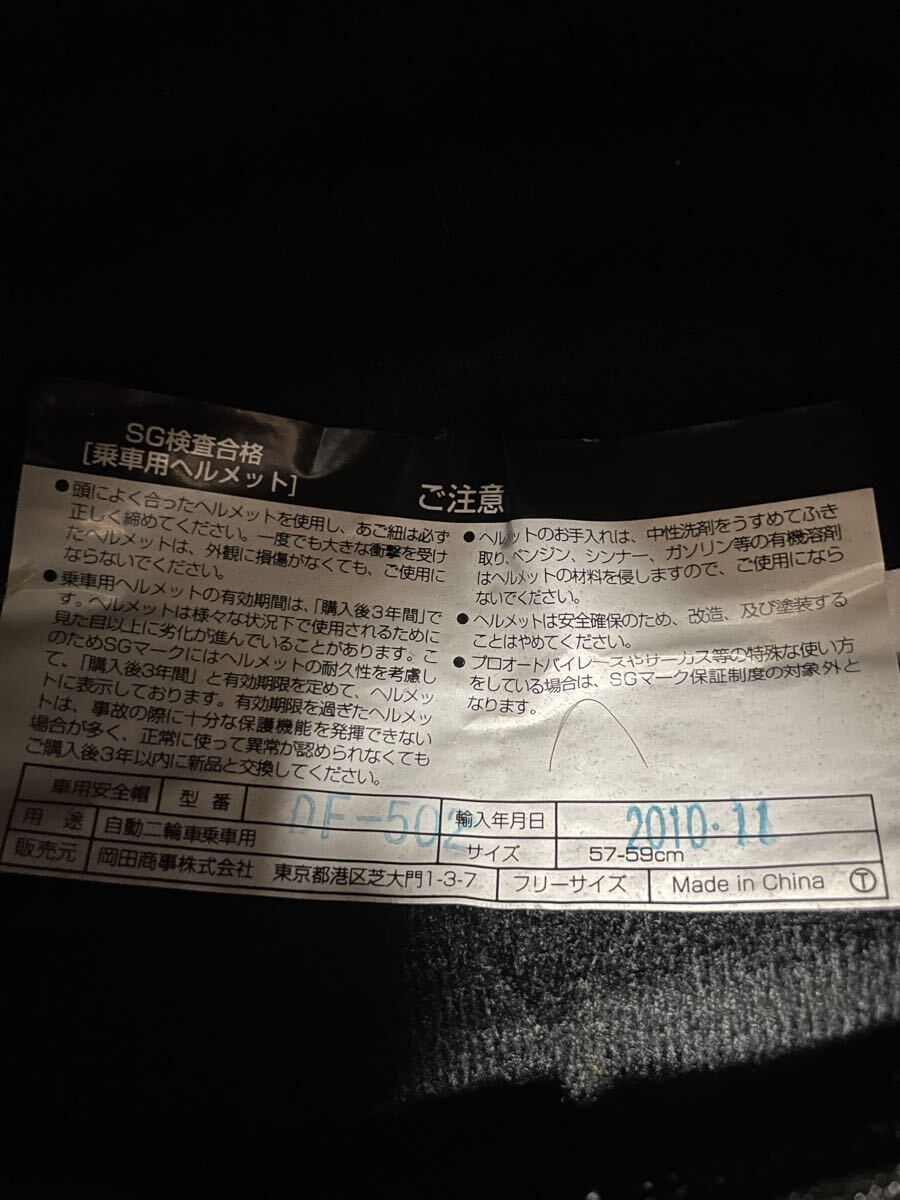 SG検査合格
[乗車用ヘルメット]
ご注意
●頭によく合ったヘルメットを使用し、あご紐は必ず
正しく締めてください。一度でも大きな衝撃を受け
たヘルメットは、外観に損傷がなくても、ご使用に
ならないでください。
●乗車用ヘルメットの有効期間は、「購入後3年間」で
す。ヘルメットは様々な状況下で使用されるために
見た目以上に劣化が進んでいることがあります。こ
のためSGマークにはヘルメットの耐久性を考慮し
て、「購入後3年間」と有効期限を定めて、ヘルメッ
トに表示しております。有効期限を過ぎたヘルメッ
トは、事故の際に十分な保護機能を発揮できない
場合が多く、正常に使って異常が認められなくても
ご購入後3年以内に新品と交換してください。
●ヘルメットのお手入れは、中性洗剤をうすめてふき
取り、ベンジン、シンナー、ガソリン等の有機溶剤
はヘルメットの材料を侵しますので、ご使用になら
ないでください。
●ヘルメットは安全確保のため、改造、及び塗装する
ことはやめてください。
●プロオートバイレースやサーカス等の特殊な使い方
をしている場合は、SGマーク保証制度の対象外と
なります。
車用安全帽 型番 DF-502 輸入年月日 2010.11
用途 自動二輪車乗車用 サイズ 57-59cm
販売元 岡田商事株式会社 東京都港区芝大門1-3-7 フリーサイズ Made in China Ⓣ